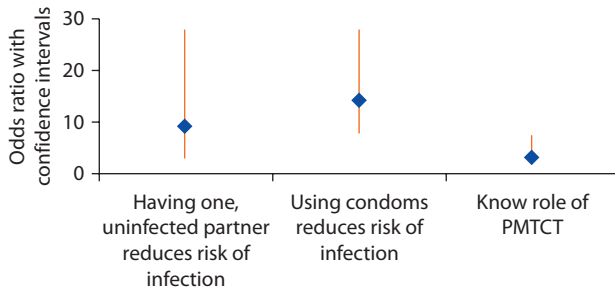 Odds ratio with
confidence intervals
30
20
10
0
Having one,
uninfected partner
reduces risk of
infection
Using condoms
reduces risk of
infection
Know role of
PMTCT